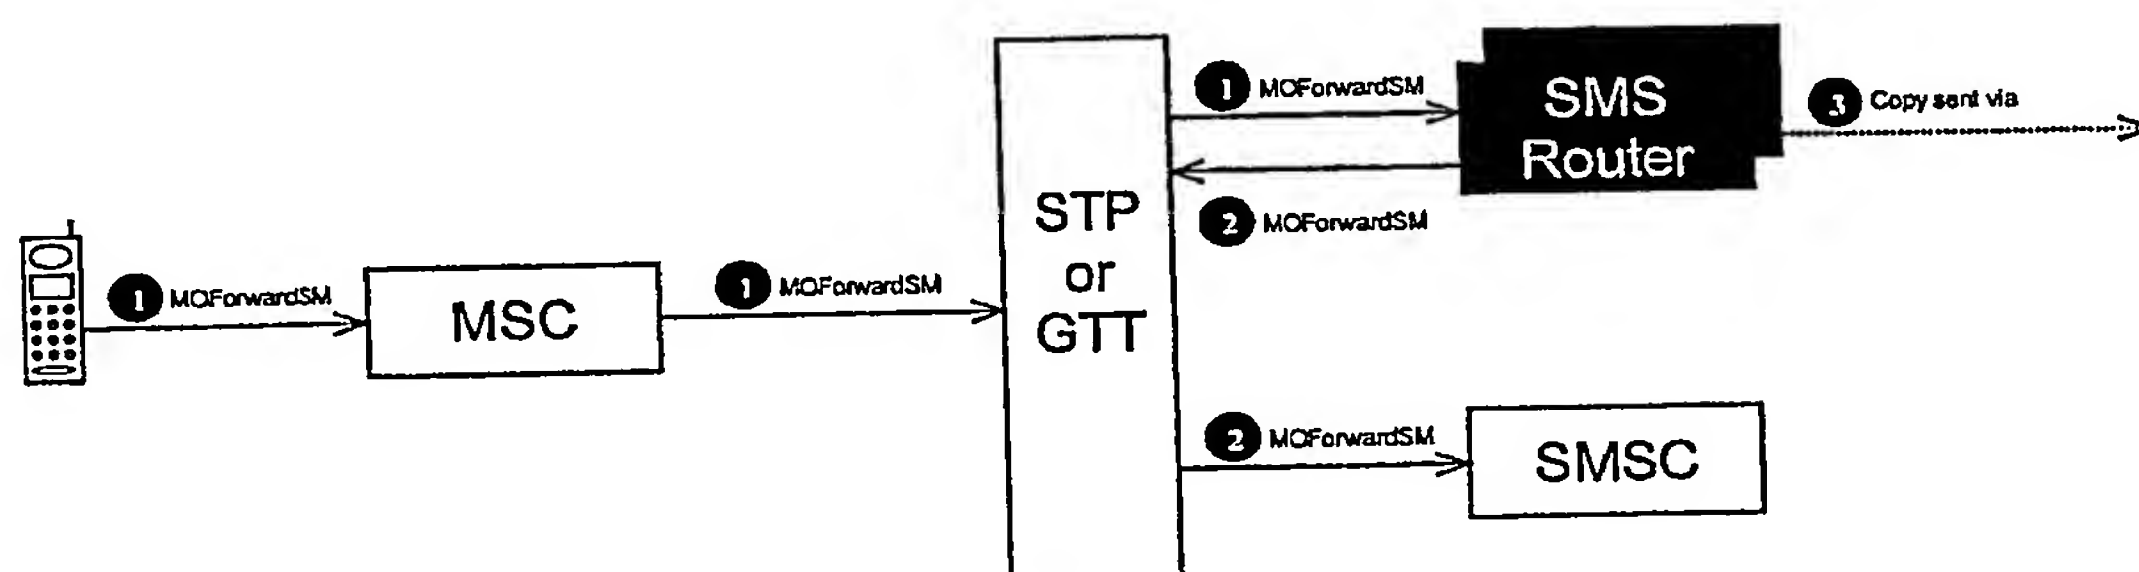 1 MOForwardSM
SMS
Router
3 Copy sent via
2 MOForwardSM
STP
or
GTT
1 MOForwardSM
MSC
1 MOForwardSM
2 MOForwardSM
SMSC